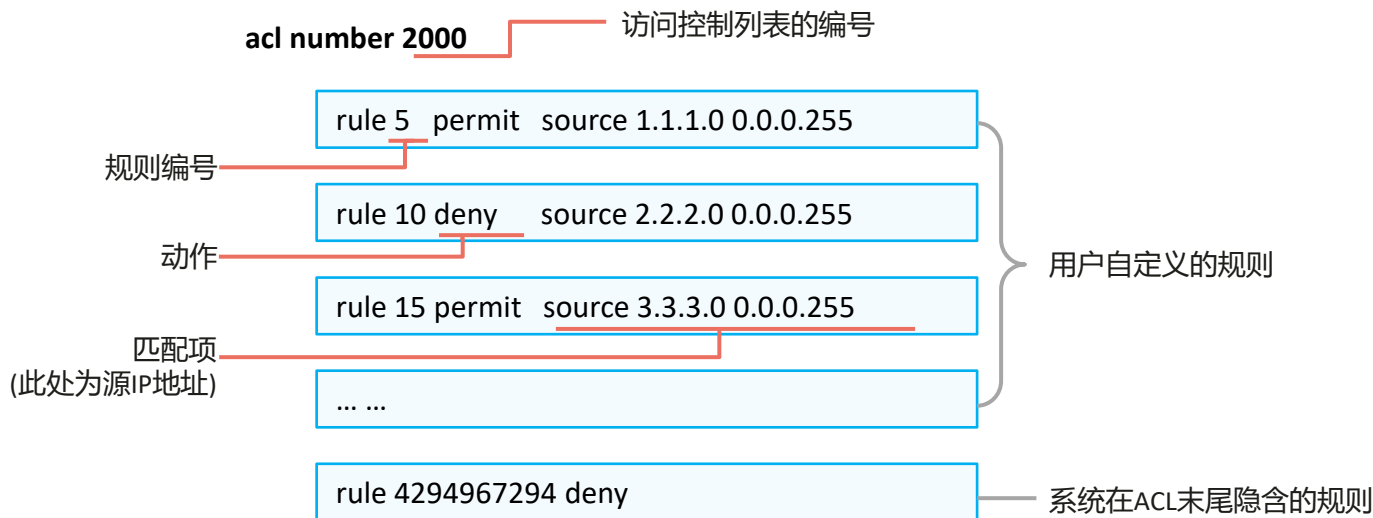 acl number 2000
访问控制列表的编号
rule 5 permit source 1.1.1.0 0.0.0.255
规则编号
rule 10 deny source 2.2.2.0 0.0.0.255
动作
用户自定义的规则
rule 15 permit source 3.3.3.0 0.0.0.255
匹配项
(此处为源IP地址)
... ...
rule 4294967294 deny
系统在ACL末尾隐含的规则